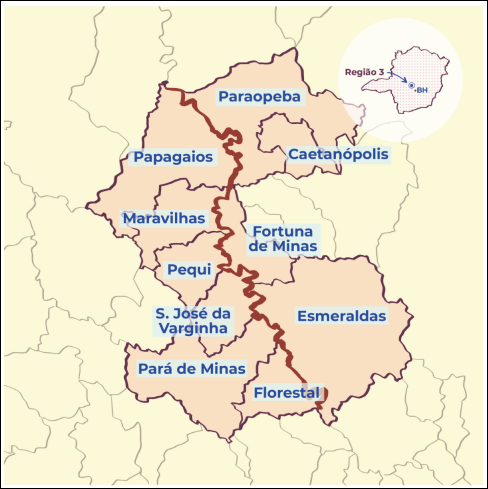 Região 3
BH
Paraopeba
Caetanópolis
Papagaios
Maravilhas
Fortuna
de Minas
Pequi
S. José da
Varginha
Esmeraldas
Pará de Minas
Florestal